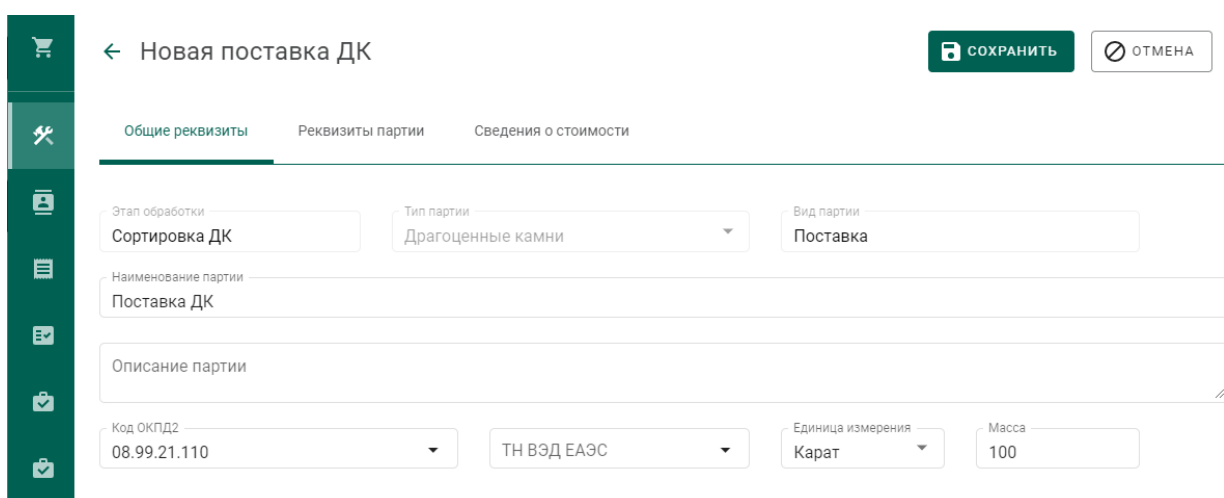 Новая поставка ДК
СОХРАНИТЬ
ОТМЕНА
Общие реквизиты Реквизиты партии Сведения о стоимости
Этап обработки Тип партии Вид партии
Сортировка ДК Драгоценные камни Поставка
Наименование партии
Поставка ДК
Описание партии
Код ОКПД2 Единица измерения Масса
08.99.21.110 ТН ВЭД ЕАЭС Карат 100